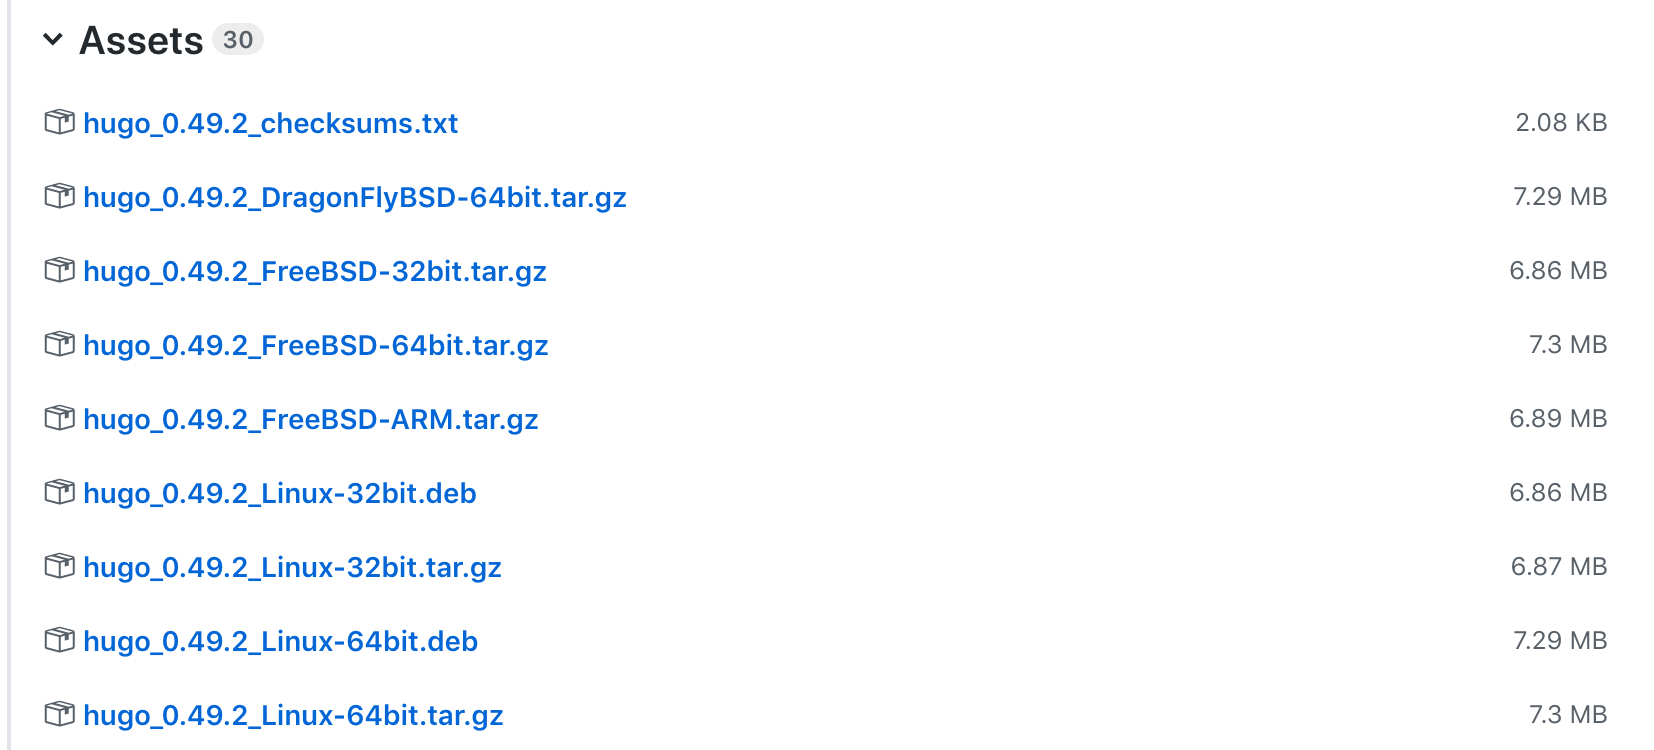 Assets 30
hugo_0.49.2_checksums.txt 2.08 KB
hugo_0.49.2_DragonFlyBSD-64bit.tar.gz 7.29 MB
hugo_0.49.2_FreeBSD-32bit.tar.gz 6.86 MB
hugo_0.49.2_FreeBSD-64bit.tar.gz 7.3 MB
hugo_0.49.2_FreeBSD-ARM.tar.gz 6.89 MB
hugo_0.49.2_Linux-32bit.deb 6.86 MB
hugo_0.49.2_Linux-32bit.tar.gz 6.87 MB
hugo_0.49.2_Linux-64bit.deb 7.29 MB
hugo_0.49.2_Linux-64bit.tar.gz 7.3 MB